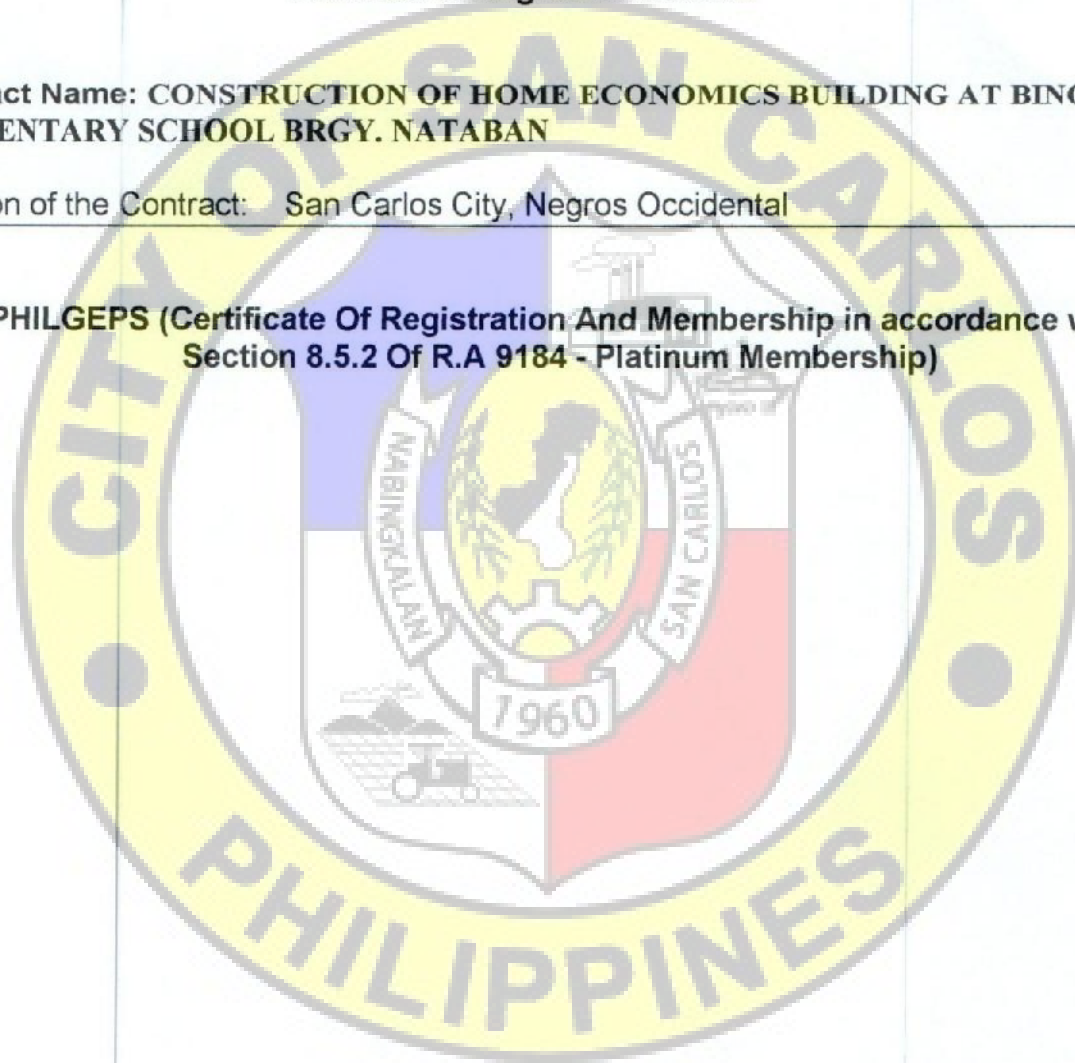 act Name: CONSTRUCTION OF HOME ECONOMICS BUILDING AT BING
ENTARY SCHOOL BRGY. NATABAN
on of the Contract: San Carlos City, Negros Occidental
PHILGEPS (Certificate Of Registration And Membership in accordance w
Section 8.5.2 Of R.A 9184 - Platinum Membership)
CITY OF SAN CARLOS
NABINGKALAN
SAN CARLOS
1960
PHILIPPINES